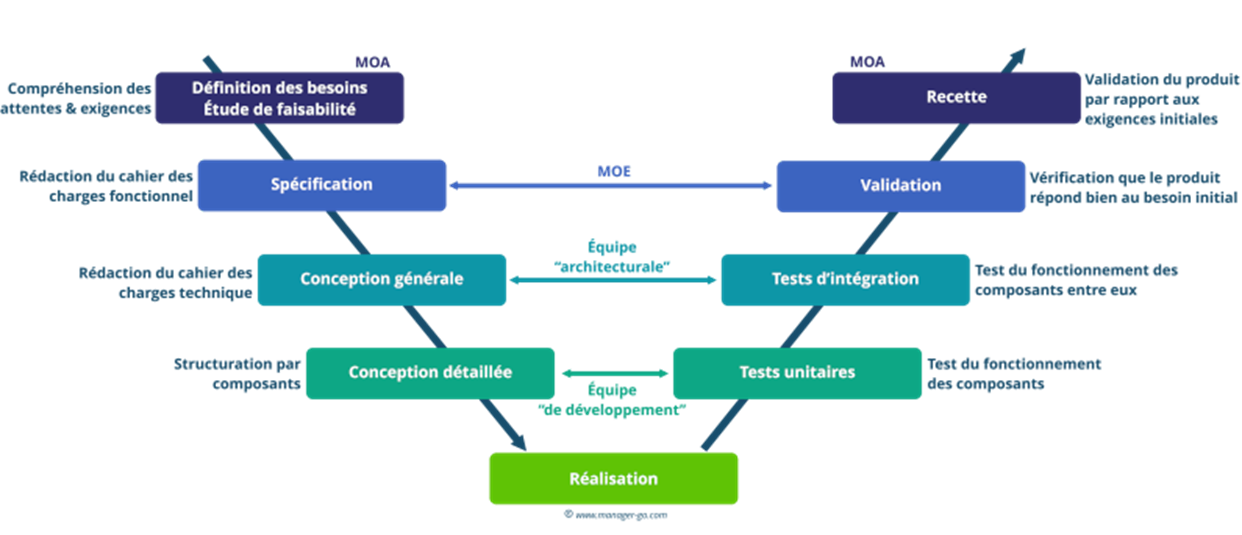 MOA
MOA
Compréhension des
attentes & exigences
Définition des besoins
Étude de faisabilité
Recette
Validation du produit
par rapport aux
exigences initiales
Rédaction du cahier des
charges fonctionnel
Spécification
MOE
Validation
Vérification que le produit
répond bien au besoin initial
Rédaction du cahier des
charges technique
Conception générale
Équipe
“architecturale”
Tests d’intégration
Test du fonctionnement des
composants entre eux
Structuration par
composants
Conception détaillée
Équipe
“de développement”
Tests unitaires
Test du fonctionnement
des composants
Réalisation
© www.manager-go.com